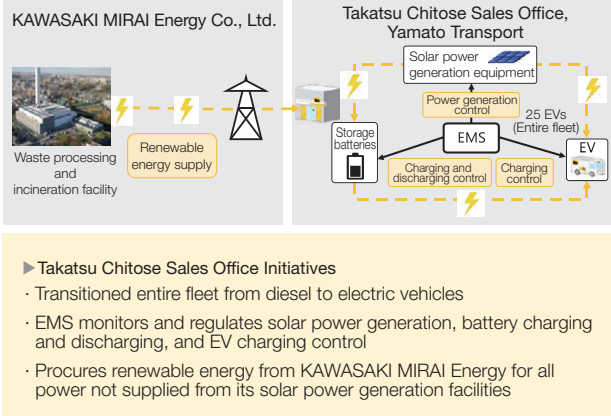 KAWASAKI MIRAI Energy Co., Ltd.
Waste processing
and
incineration facility
Renewable
energy supply
Takatsu Chitose Sales Office,
Yamato Transport
Solar power
generation equipment
Power generation
control
25 EVs
(Entire fleet)
Storage
batteries
EMS
EV
Charging and
discharging control
Charging
control
▶Takatsu Chitose Sales Office Initiatives
· Transitioned entire fleet from diesel to electric vehicles
· EMS monitors and regulates solar power generation, battery charging
and discharging, and EV charging control
· Procures renewable energy from KAWASAKI MIRAI Energy for all
power not supplied from its solar power generation facilities